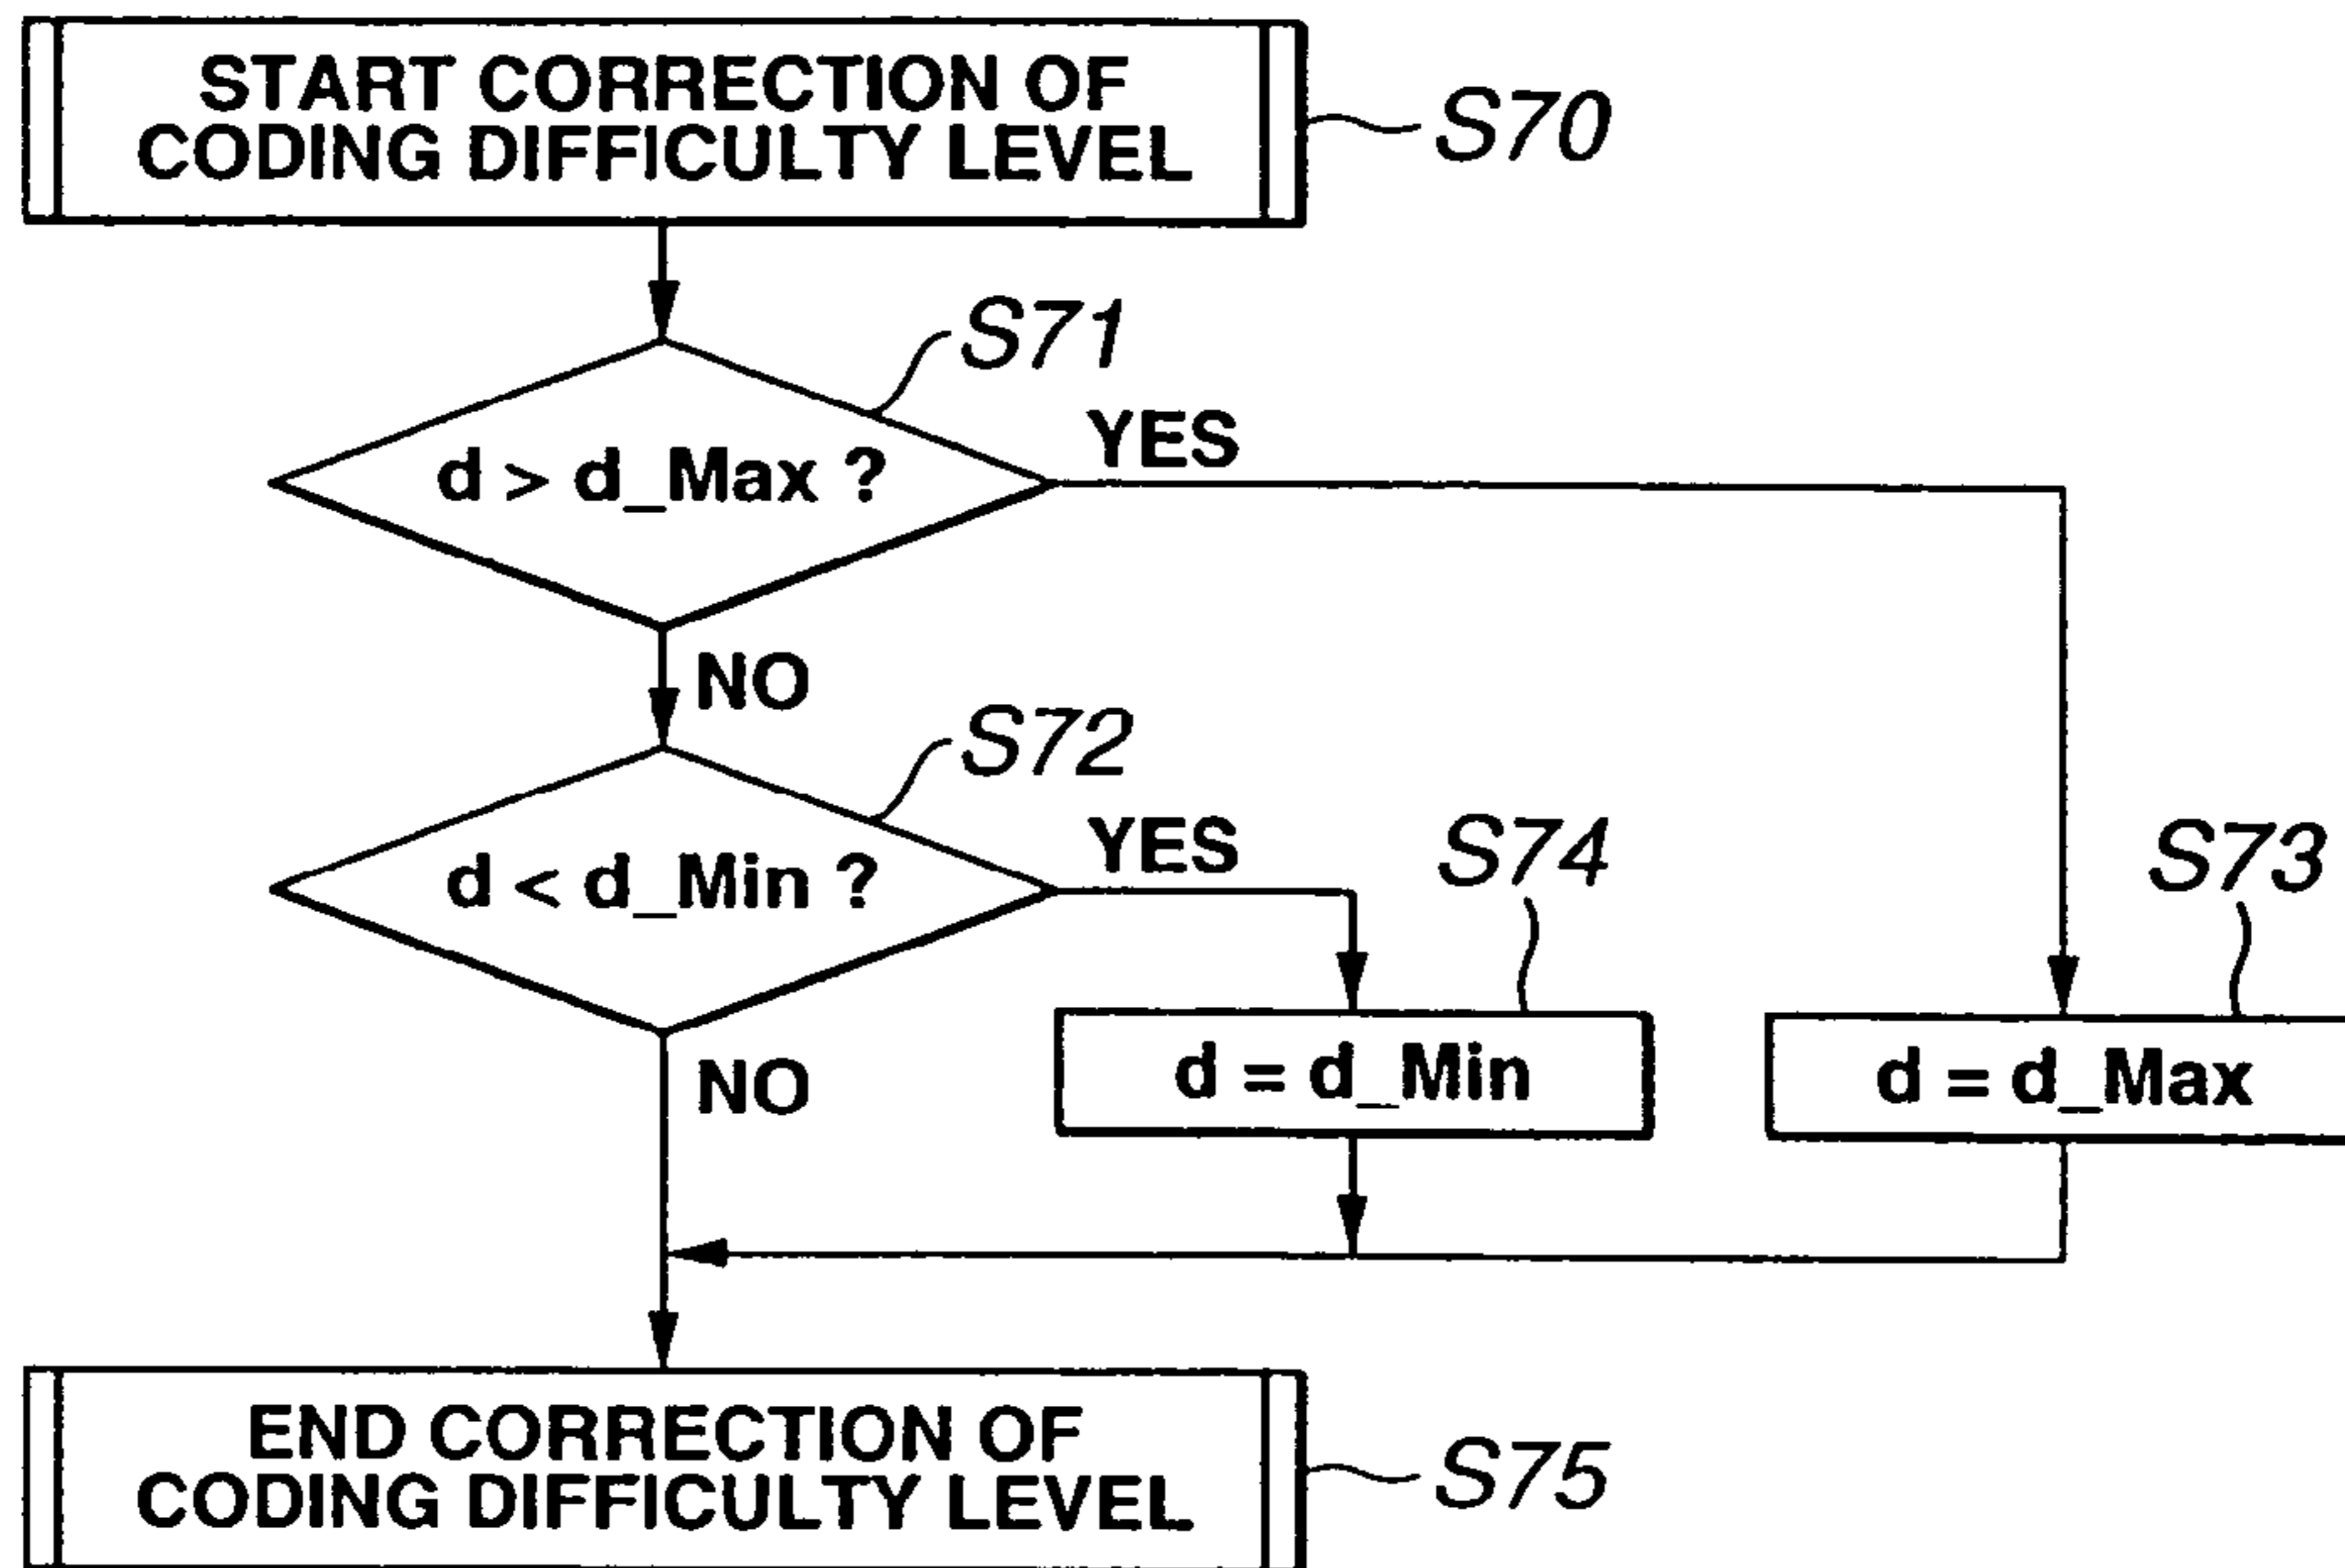 START CORRECTION OF
CODING DIFFICULTY LEVEL
S70
S71
d > d_Max ?
YES
NO
S72
d < d_Min ?
YES
S74
S73
NO
d = d_Min
d = d_Max
END CORRECTION OF
CODING DIFFICULTY LEVEL
S75